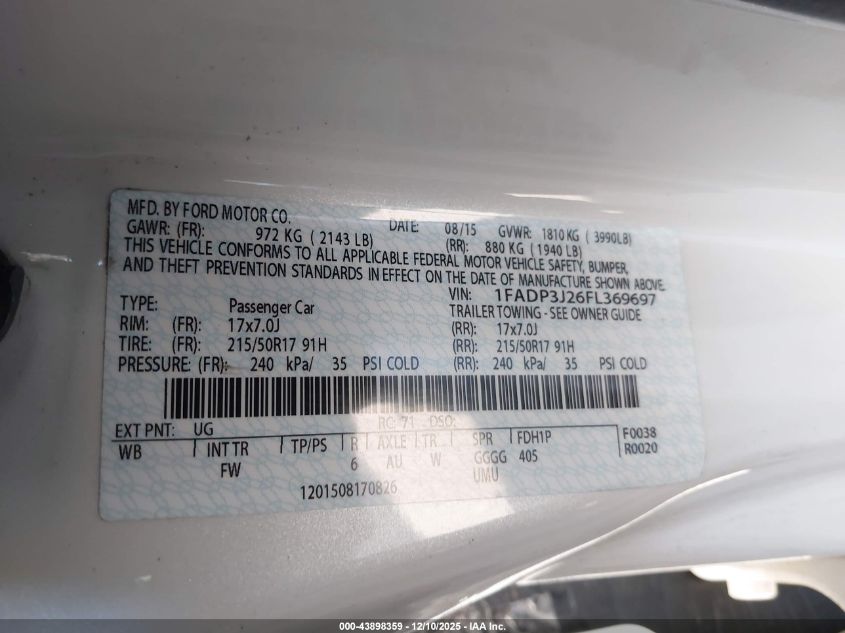 MFD. BY FORD MOTOR CO.
DATE: 08/15 GVWR: 1810 KG ( 3990LB)
GAWR: (FR): 972 KG ( 2143 LB) (RR): 880 KG ( 1940 LB)
THIS VEHICLE CONFORMS TO ALL APPLICABLE FEDERAL MOTOR VEHICLE SAFETY, BUMPER,
AND THEFT PREVENTION STANDARDS IN EFFECT ON THE DATE OF MANUFACTURE SHOWN ABOVE.
VIN: 1FADP3J26FL369697
TYPE: Passenger Car TRAILER TOWING - SEE OWNER GUIDE
RIM: (FR): 17x7.0J (RR): 17x7.0J
TIRE: (FR): 215/50R17 91H (RR): 215/50R17 91H
PRESSURE: (FR): 240 kPa/ 35 PSI COLD (RR): 240 kPa/ 35 PSI COLD
EXT PNT: UG RC: 71 DSO:
WB INT TR TP/PS R AXLE TR SPR FDH1P F0038
FW 6 AU W GGGG 405 R0020
UMU
1201508170826
000-43898359 - 12/10/2025 - IAA Inc.